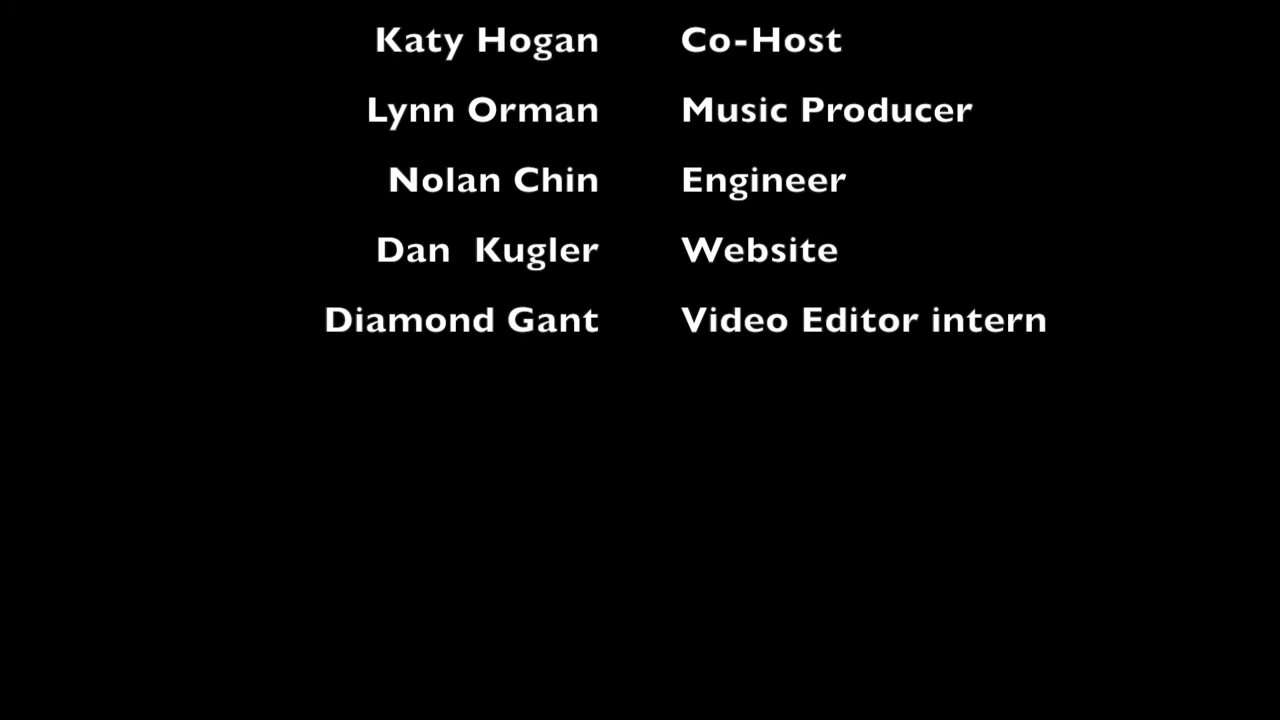 Katy Hogan Co-Host
Lynn Orman Music Producer
Nolan Chin Engineer
Dan  Kugler Website
Diamond Gant Video Editor intern